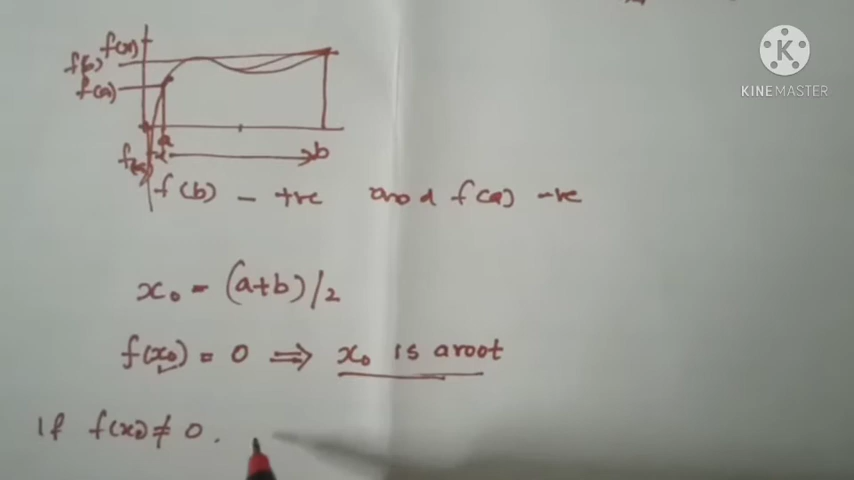 f(x)
f(b)
f(a)
a
b
f(b) - +ve and f(a) -ve
x₀ = (a+b)/2
f(x₀) = 0 ⟹ x₀ is a root
If f(x₀) ≠ 0.
K
KINEMASTER